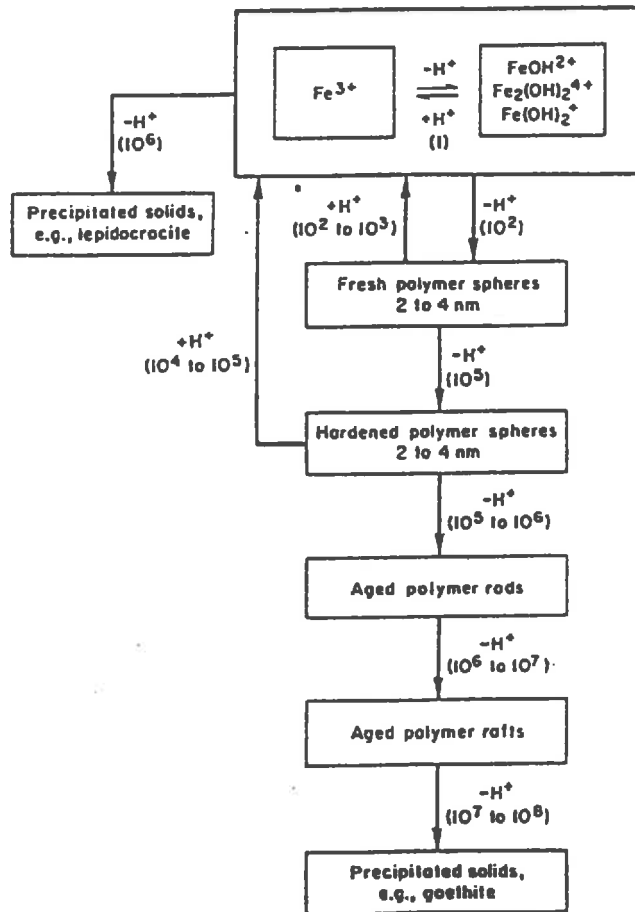 Fe³⁺
−H⁺
+H⁺
(1)
FeOH²⁺
Fe₂(OH)₂⁴⁺
Fe(OH)₂⁺
−H⁺
(10⁶)
Precipitated solids,
e.g., lepidocrocite
+H⁺
(10² to 10³)
−H⁺
(10²)
Fresh polymer spheres
2 to 4 nm
+H⁺
(10⁴ to 10⁵)
−H⁺
(10⁵)
Hardened polymer spheres
2 to 4 nm
−H⁺
(10⁵ to 10⁶)
Aged polymer rods
−H⁺
(10⁶ to 10⁷)
Aged polymer rafts
−H⁺
(10⁷ to 10⁸)
Precipitated solids,
e.g., goethite